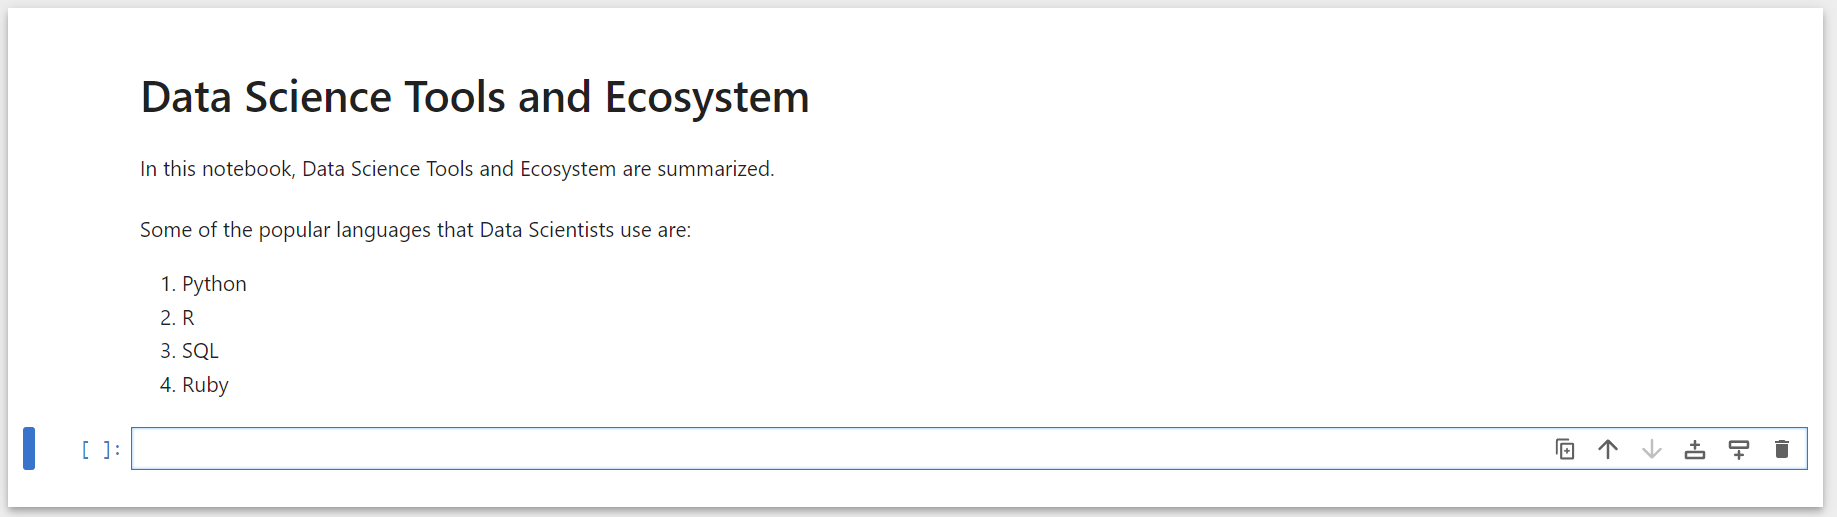 Data Science Tools and Ecosystem
In this notebook, Data Science Tools and Ecosystem are summarized.
Some of the popular languages that Data Scientists use are:
1. Python
2. R
3. SQL
4. Ruby
[ ]: